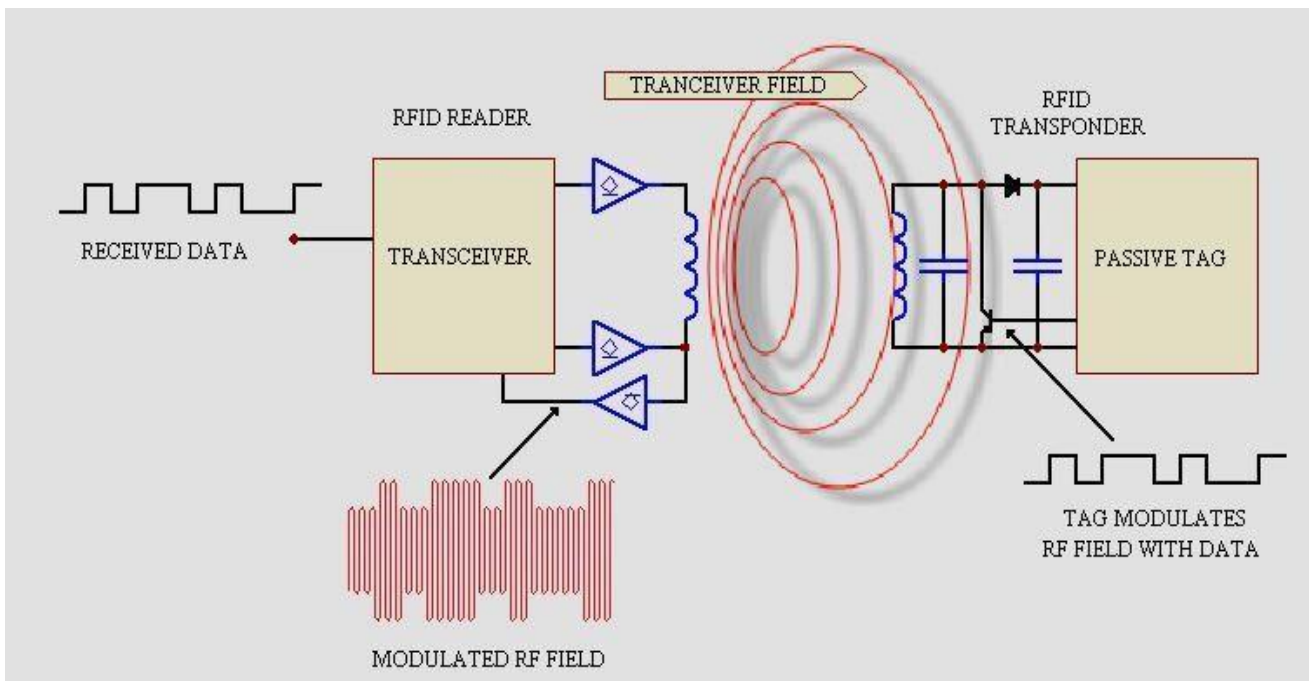 TRANCEIVER FIELD
RFID READER
RFID
TRANSPONDER
RECEIVED DATA
TRANSCEIVER
PASSIVE TAG
TAG MODULATES
RF FIELD WITH DATA
MODULATED RF FIELD